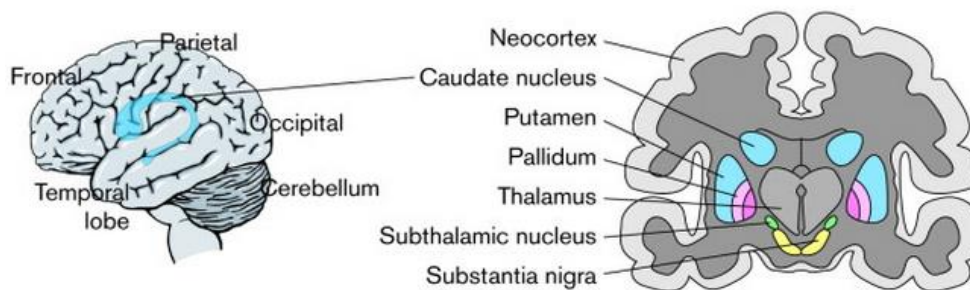 Parietal
Frontal
Occipital
Temporal
lobe
Cerebellum
Neocortex
Caudate nucleus
Putamen
Pallidum
Thalamus
Subthalamic nucleus
Substantia nigra